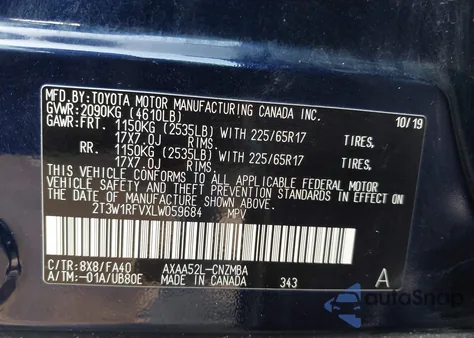 MFD.BY:TOYOTA MOTOR MANUFACTURING CANADA INC.
GVWR: 2090KG (4610LB) 10/19
GAWR:FRT. 1150KG (2535LB) WITH 225/65R17 TIRES,
17X7.0J RIMS,
RR. 1150KG (2535LB) WITH 225/65R17 TIRES,
17X7.0J RIMS.
THIS VEHICLE CONFORMS TO ALL APPLICABLE FEDERAL MOTOR
VEHICLE SAFETY AND THEFT PREVENTION STANDARDS IN EFFECT ON
THE DATE OF MANUFACTURE SHOWN ABOVE.
2T3W1RFVXLW059684 MPV
C/TR: 8X8/FA40 AXAA52L-CNZMBA
A/TM:-01A/UB80E MADE IN CANADA 343 A
AutoSnap